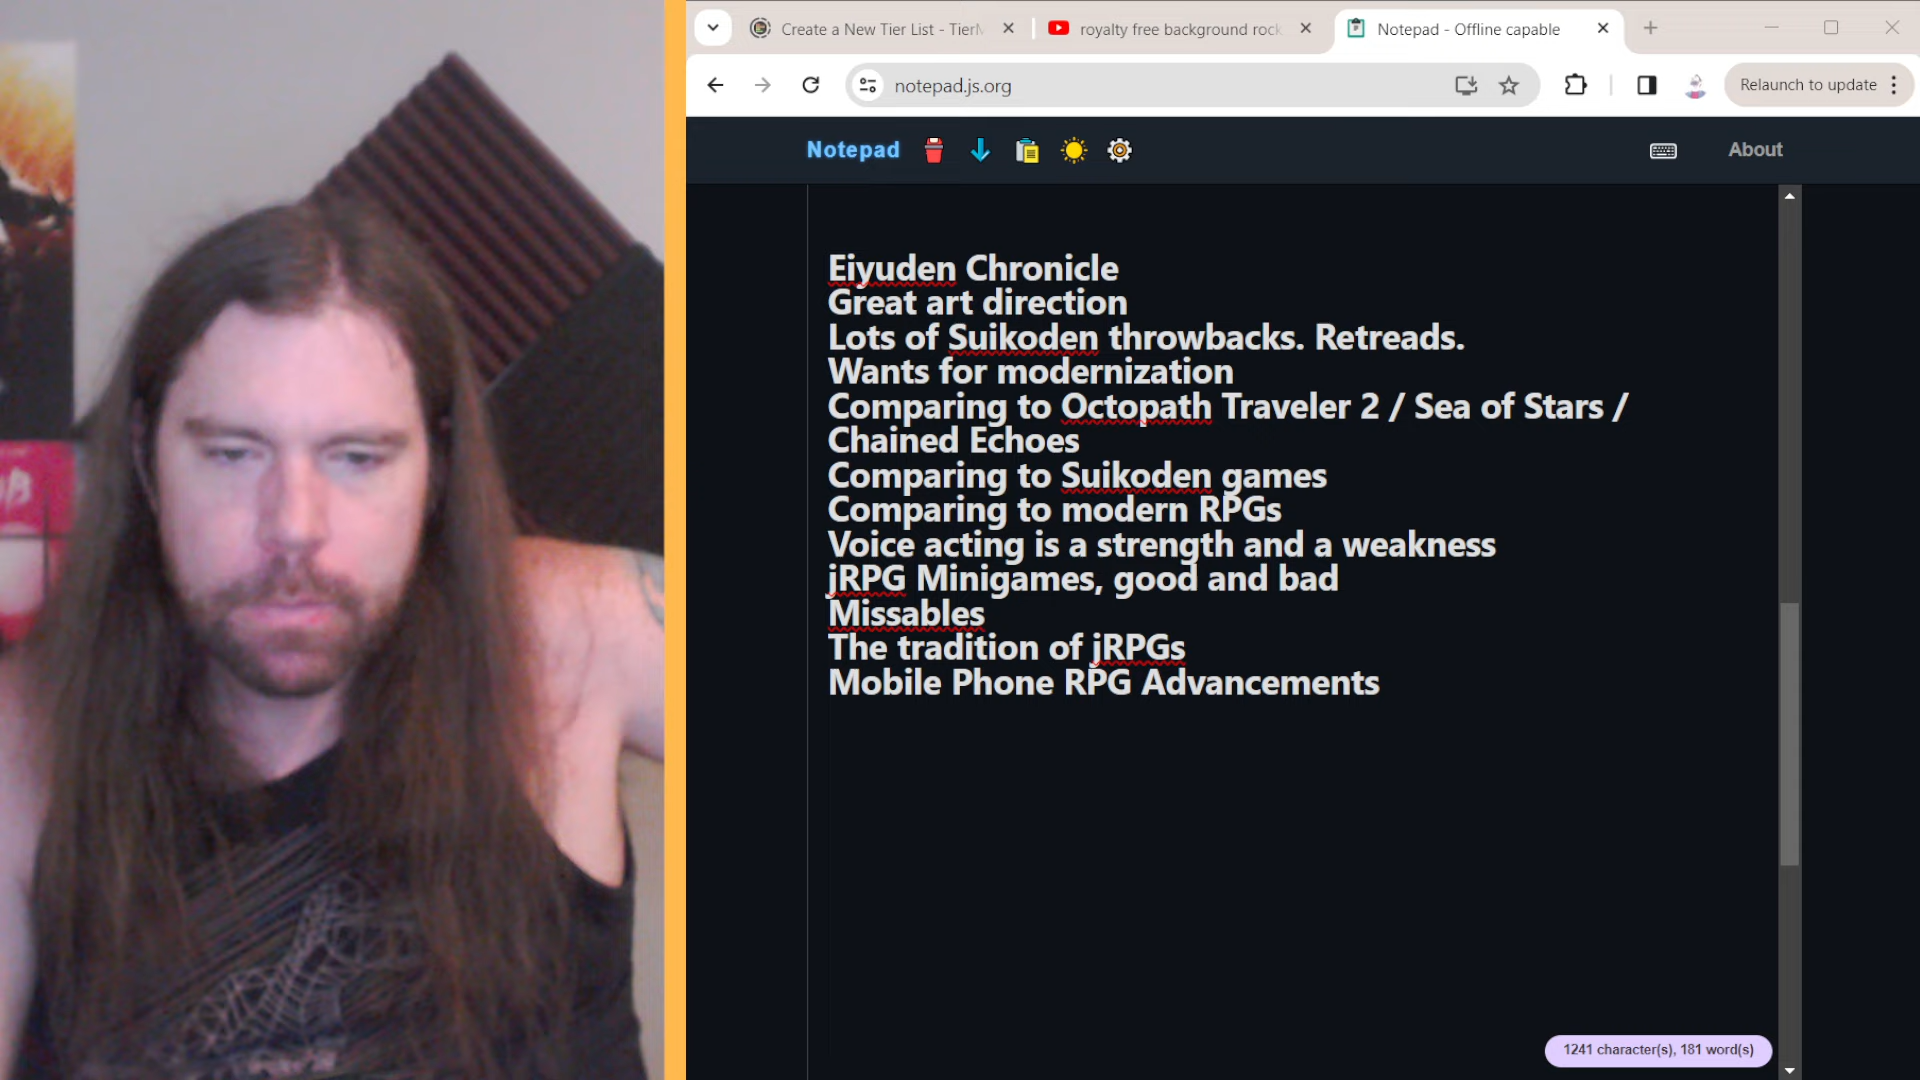 Create a New Tier List - Tier
royalty free background rock
Notepad - Offline capable
notepad.js.org
Relaunch to update
Notepad
About
Eiyuden Chronicle
Great art direction
Lots of Suikoden throwbacks. Retreads.
Wants for modernization
Comparing to Octopath Traveler 2 / Sea of Stars /
Chained Echoes
Comparing to Suikoden games
Comparing to modern RPGs
Voice acting is a strength and a weakness
jRPG Minigames, good and bad
Missables
The tradition of jRPGs
Mobile Phone RPG Advancements
1241 character(s), 181 word(s)